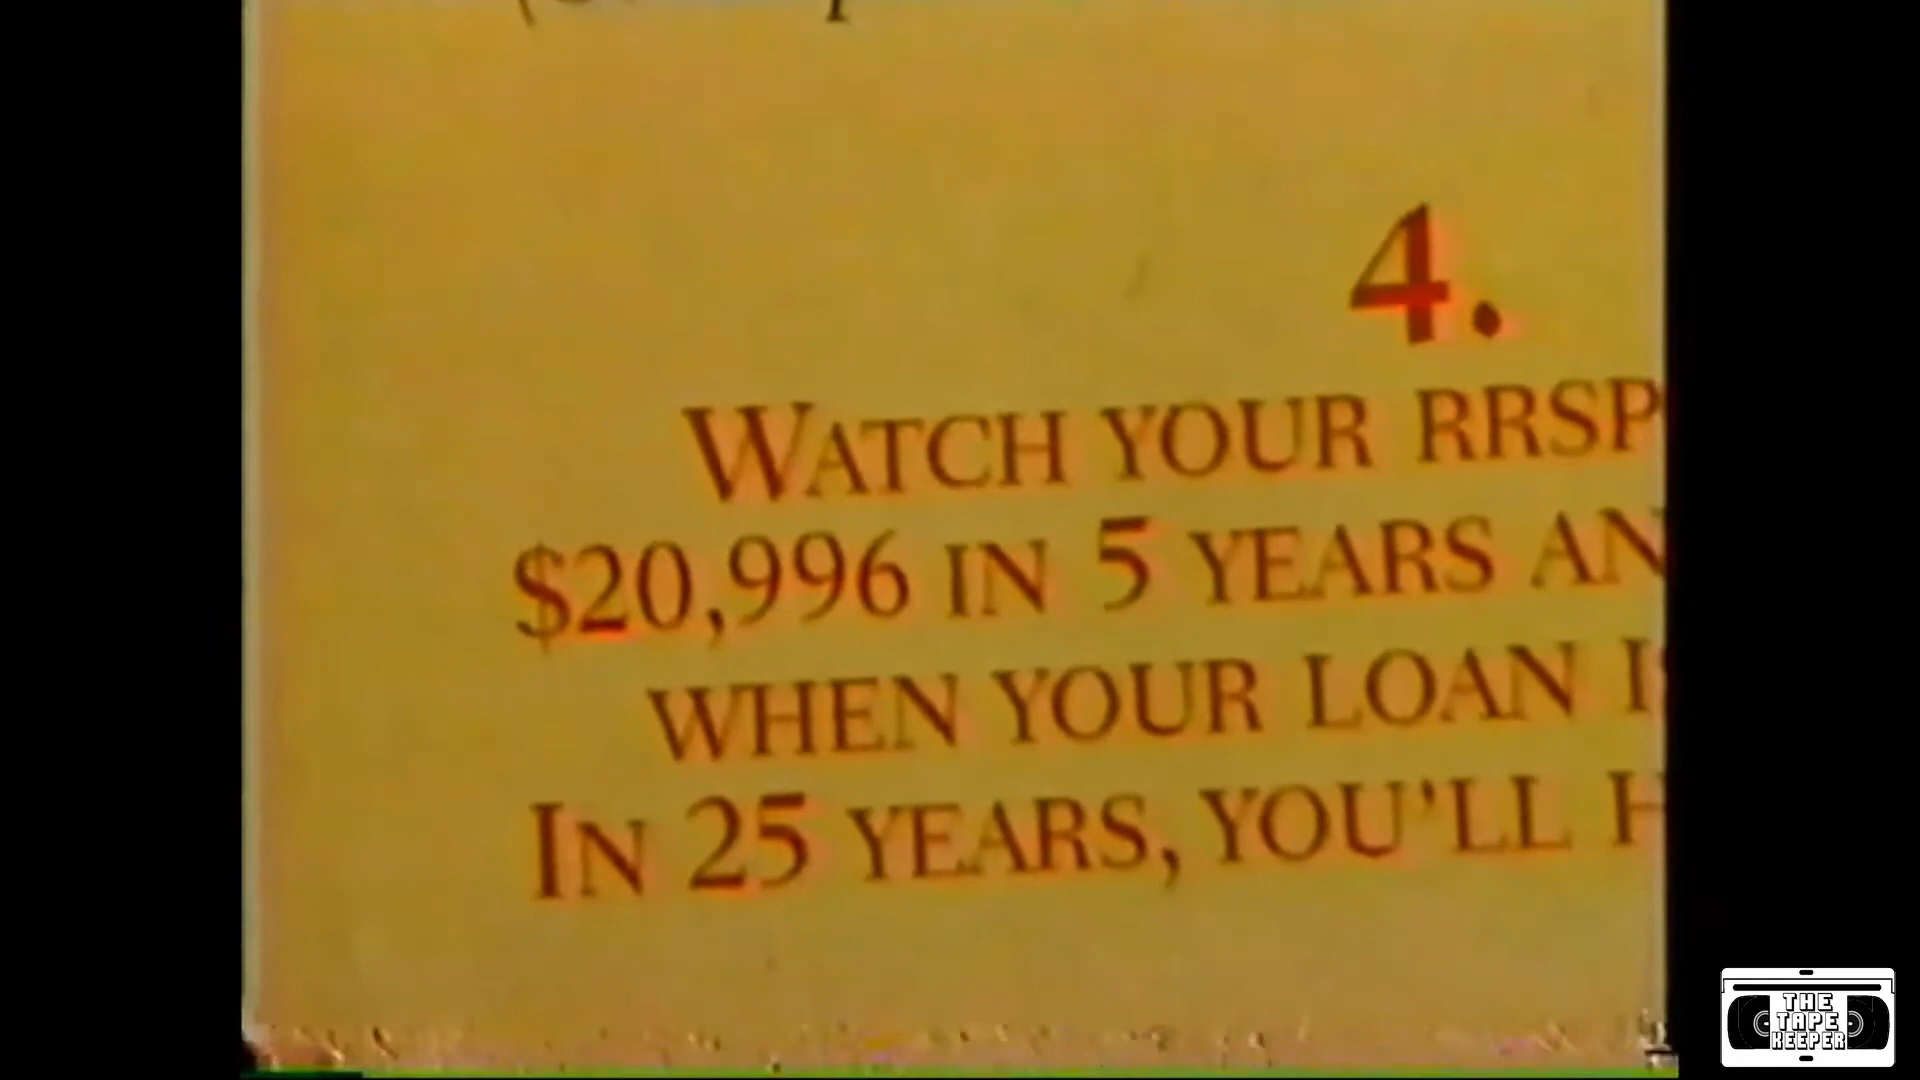 4.
WATCH YOUR RRSP
$20,996 IN 5 YEARS AN
WHEN YOUR LOAN I
IN 25 YEARS, YOU'LL H
THE
TAPE
KEEPER